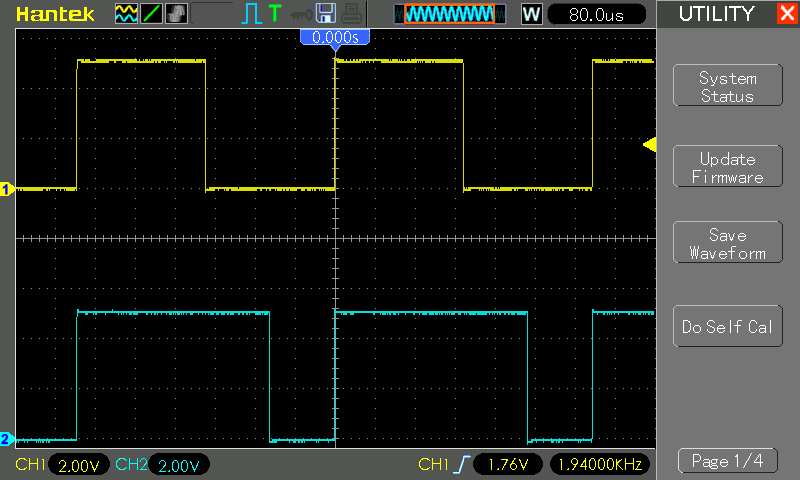 Hantek T W 80.0us UTILITY
0.000s
System
Status
Update
Firmware
1
Save
Waveform
Do Self Cal
2
CH1 2.00V CH2 2.00V CH1 1.76V 1.94000KHz Page 1/4